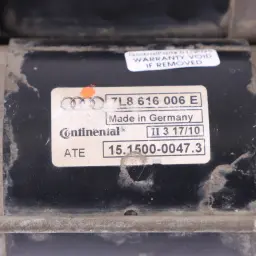 WARRANTY VOID
IF REMOVED
7L8 616 006 E
Made in Germany
Continental
II 3 17/10
ATE
15.1500-0047.3